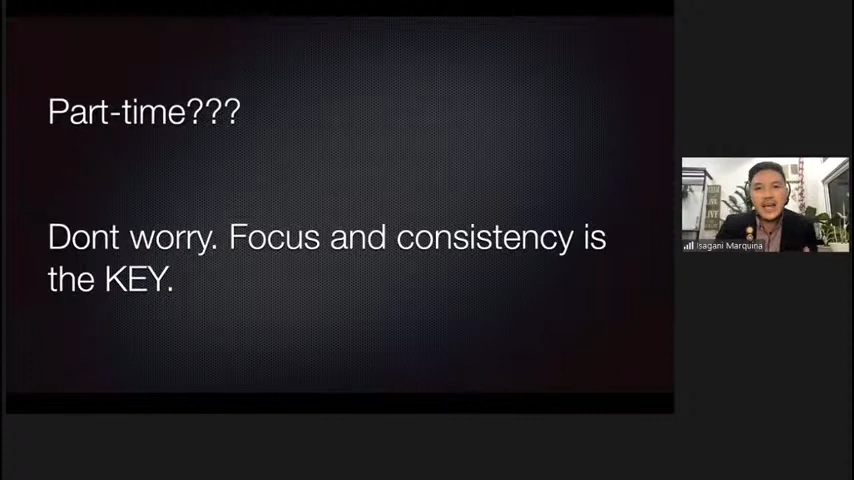 Part-time???
Dont worry. Focus and consistency is
the KEY.
Isagani Marquina